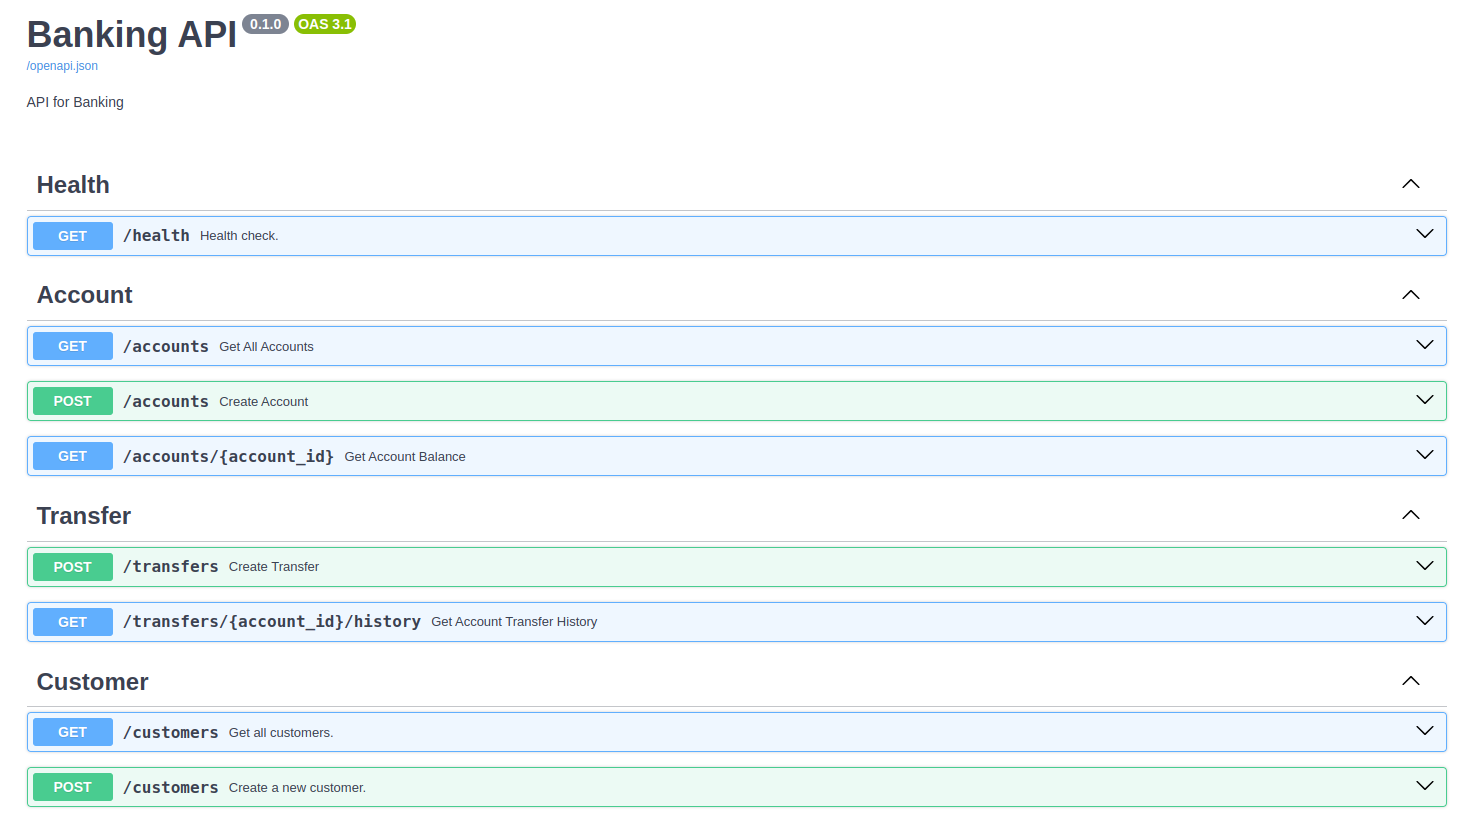 Banking API 0.1.0 OAS 3.1
/openapi.json
API for Banking
Health
GET /health Health check.
Account
GET /accounts Get All Accounts
POST /accounts Create Account
GET /accounts/{account_id} Get Account Balance
Transfer
POST /transfers Create Transfer
GET /transfers/{account_id}/history Get Account Transfer History
Customer
GET /customers Get all customers.
POST /customers Create a new customer.